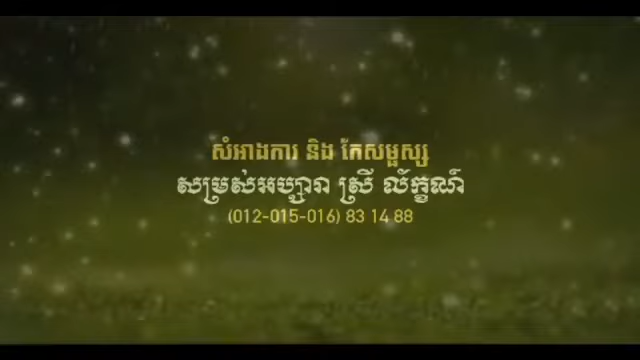 សំអាងការ និង កែសម្ផស្ស
សម្រស់អប្សារា ស្រី ល័ក្ខណ៍
(012-015-016) 83 14 88